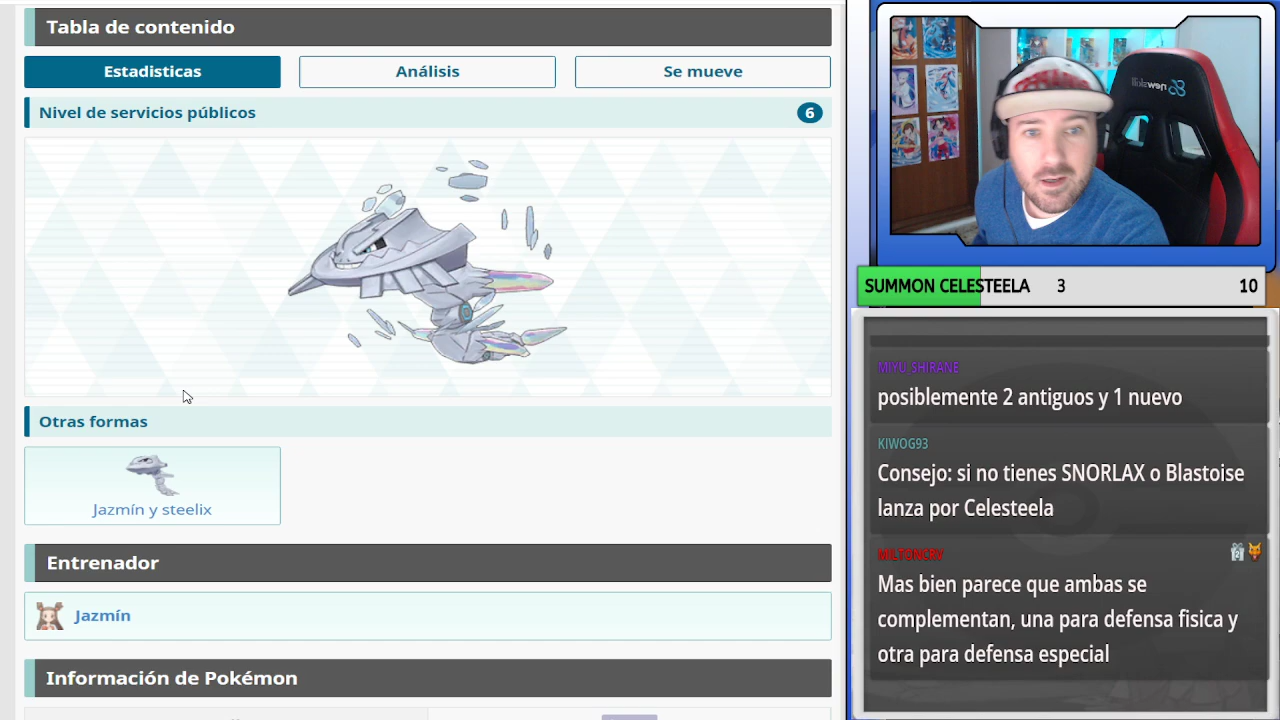 Tabla de contenido
Estadisticas
Análisis
Se mueve
Nivel de servicios públicos
6
Otras formas
Jazmín y steelix
Entrenador
Jazmín
Información de Pokémon
SUMMON CELESTEELA 3 10
MIYU SHIRANE
posiblemente 2 antiguos y 1 nuevo
KIWOG93
Consejo: si no tienes SNORLAX o Blastoise
lanza por Celesteela
MILTONCRV
Mas bien parece que ambas se
complementan, una para defensa fisica y
otra para defensa especial